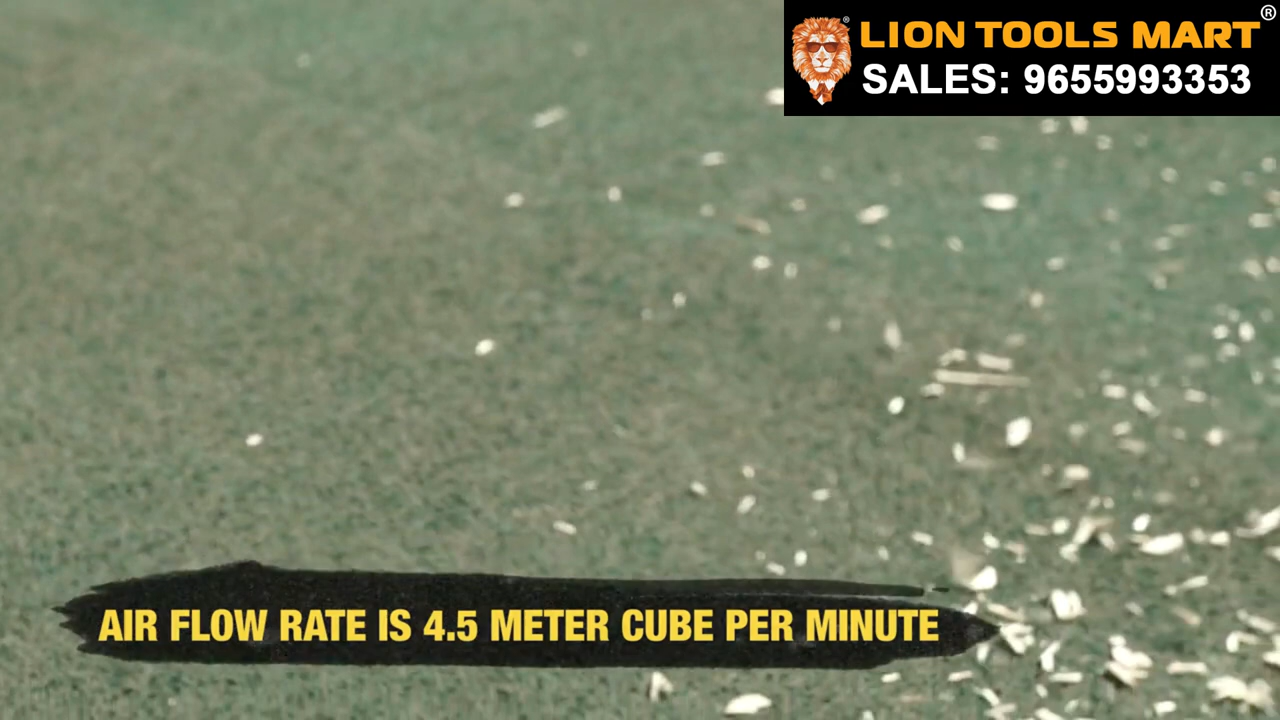 LION TOOLS MART®
SALES: 9655993353
AIR FLOW RATE IS 4.5 METER CUBE PER MINUTE